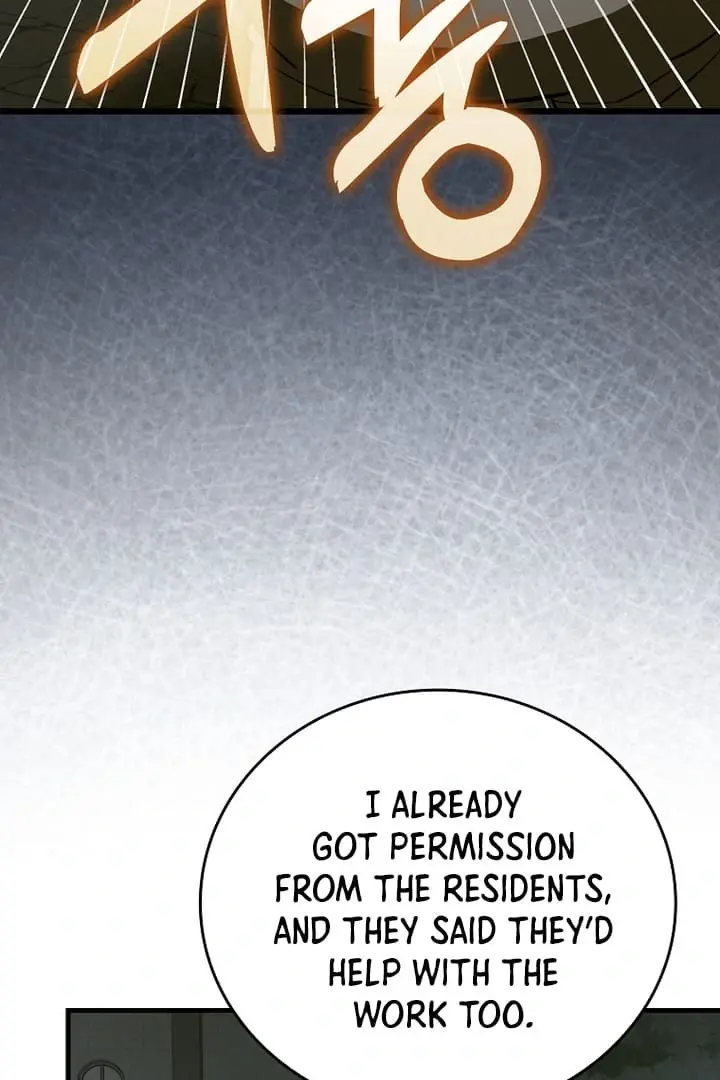 I ALREADY
GOT PERMISSION
FROM THE RESIDENTS,
AND THEY SAID THEY'D
HELP WITH THE
WORK TOO.